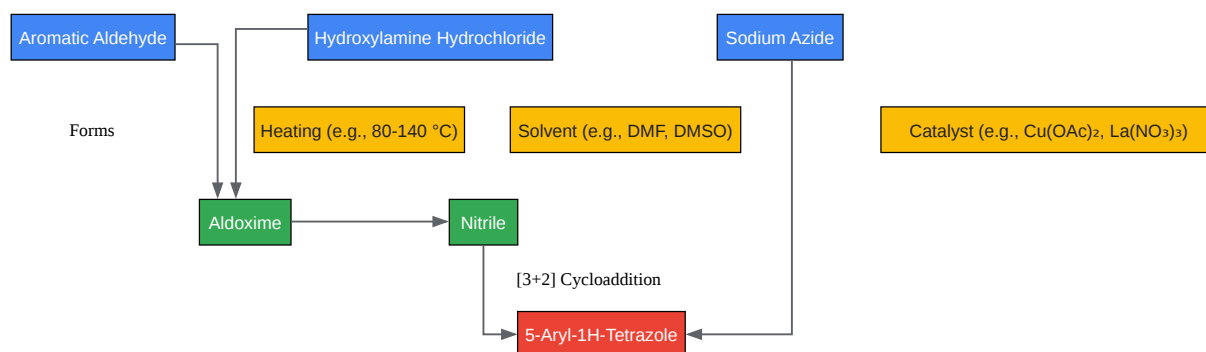 Aromatic Aldehyde
Hydroxylamine Hydrochloride
Sodium Azide
Forms
Heating (e.g., 80-140 °C)
Solvent (e.g., DMF, DMSO)
Catalyst (e.g., Cu(OAc)₂, La(NO₃)₃)
Aldoxime
Nitrile
[3+2] Cycloaddition
5-Aryl-1H-Tetrazole